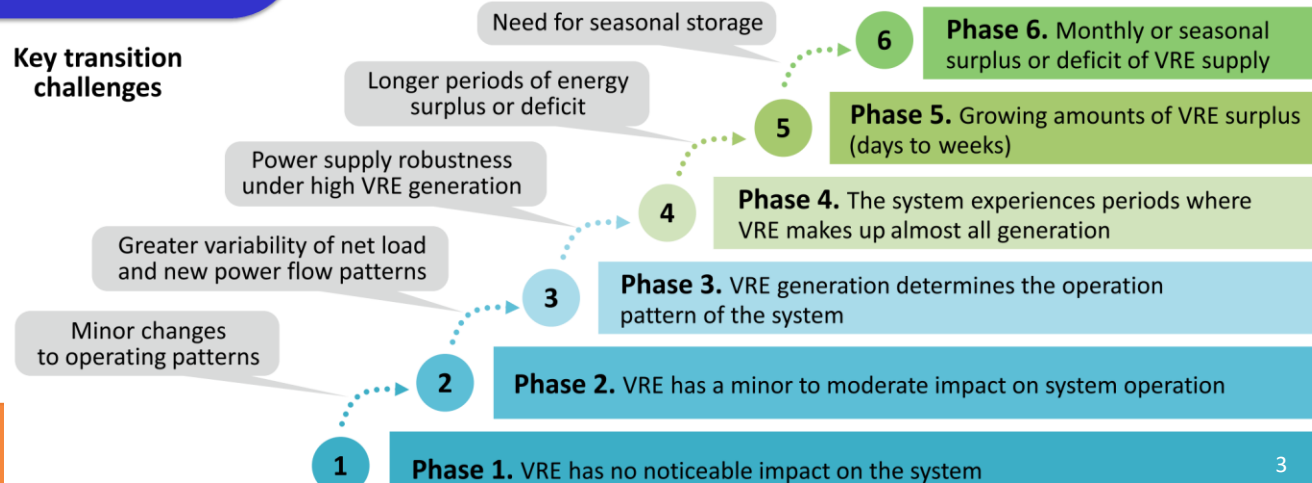 Key transition
challenges
Need for seasonal storage
6
Phase 6. Monthly or seasonal
surplus or deficit of VRE supply
Longer periods of energy
surplus or deficit
5
Phase 5. Growing amounts of VRE surplus
(days to weeks)
Power supply robustness
under high VRE generation
4
Phase 4. The system experiences periods where
VRE makes up almost all generation
Greater variability of net load
and new power flow patterns
3
Phase 3. VRE generation determines the operation
pattern of the system
Minor changes
to operating patterns
2
Phase 2. VRE has a minor to moderate impact on system operation
1
Phase 1. VRE has no noticeable impact on the system
3